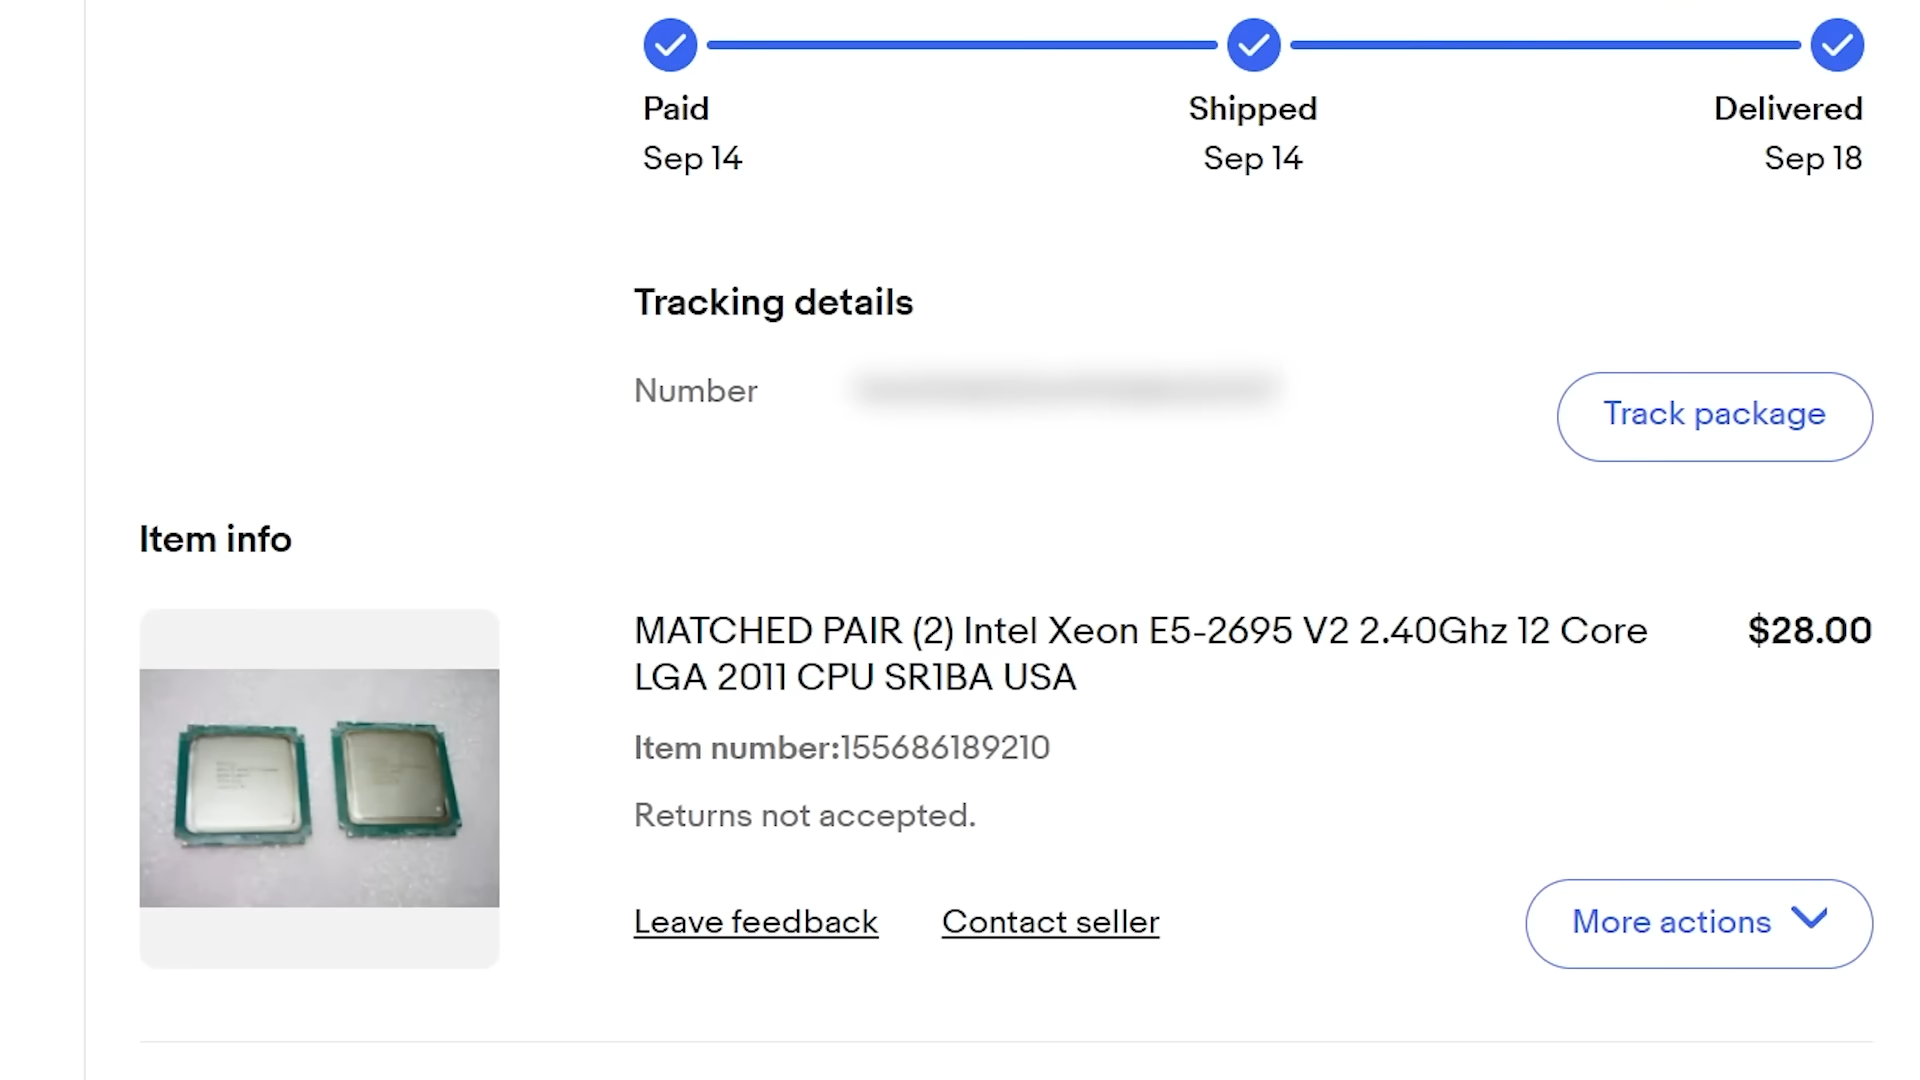 Paid
Sep 14
Shipped
Sep 14
Delivered
Sep 18
Tracking details
Number
Track package
Item info
MATCHED PAIR (2) Intel Xeon E5-2695 V2 2.40Ghz 12 Core
LGA 2011 CPU SR1BA USA
$28.00
Item number:155686189210
Returns not accepted.
Leave feedback
Contact seller
More actions